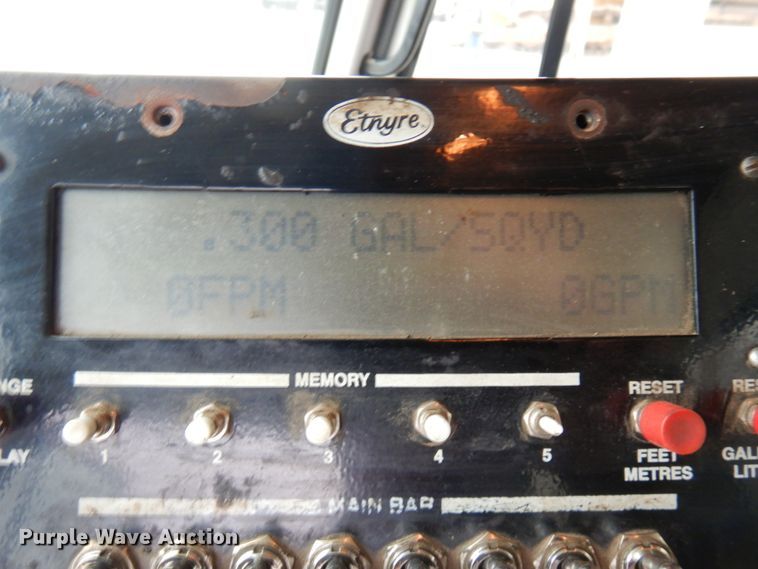 Etnyre
.300 GAL/SQYD
0FPM 0GPM
MEMORY
RESET
1 2 3 4 5
FEET
METRES
MAIN BAR
Purple Wave Auction